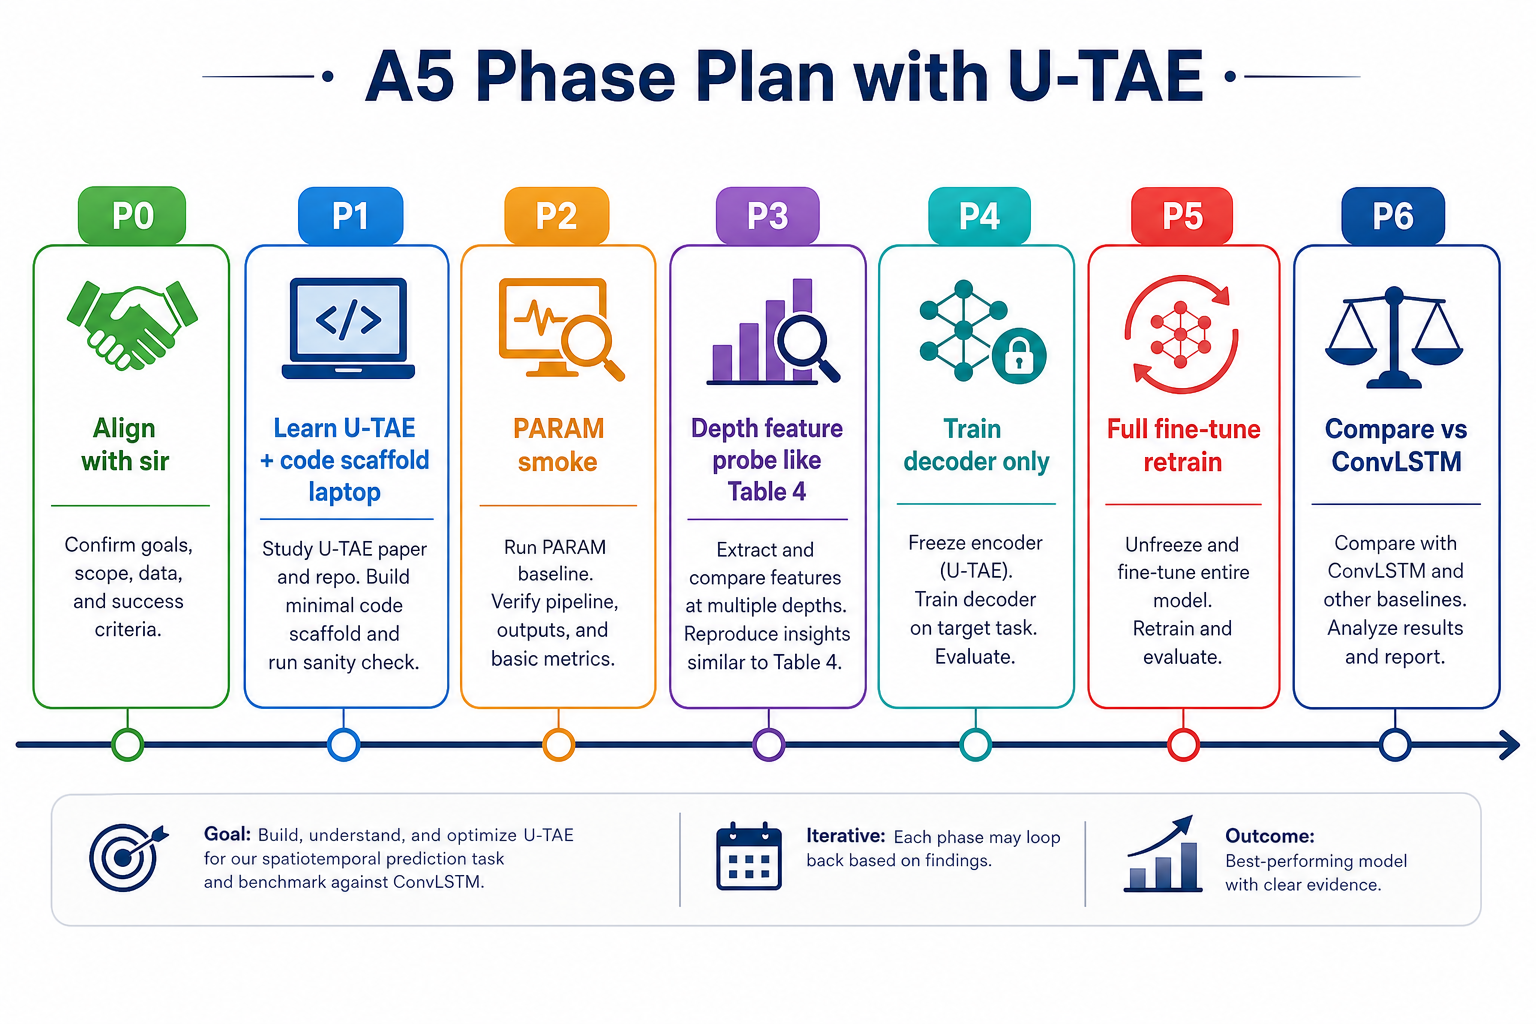 A5 Phase Plan with U-TAE
P0
Align
with sir
Confirm goals,
scope, data,
and success
criteria.
P1
</>
Learn U-TAE
+ code scaffold
laptop
Study U-TAE paper
and repo. Build
minimal code
scaffold and
run sanity check.
P2
PARAM
smoke
Run PARAM
baseline.
Verify pipeline,
outputs, and
basic metrics.
P3
Depth feature
probe like
Table 4
Extract and
compare features
at multiple depths.
Reproduce insights
similar to Table 4.
P4
Train
decoder only
Freeze encoder
(U-TAE).
Train decoder
on target task.
Evaluate.
P5
Full fine-tune
retrain
Unfreeze and
fine-tune entire
model.
Retrain and
evaluate.
P6
Compare vs
ConvLSTM
Compare with
ConvLSTM and
other baselines.
Analyze results
and report.
Goal: Build, understand, and optimize U-TAE
for our spatiotemporal prediction task
and benchmark against ConvLSTM.
Iterative: Each phase may loop
back based on findings.
Outcome:
Best-performing model
with clear evidence.